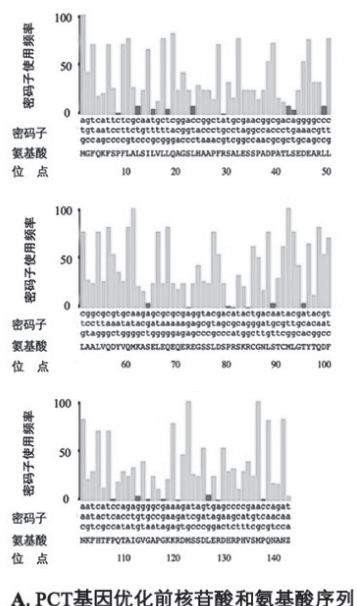 密码子使用频率
100
50
0
agtcattctcgcaatgctcggaccggctatgcgaacggcgacaggggccc
密码子 tgtaatccttctgtttttacggtaccctgcctaggccaccctgaaacgtt
gccagccccgtcccgcgggaccctaaacgtcggccaacgcgctgcagccg
氨基酸 MGFQKFSPFLALSILVLLQAGSLHAAPFRSALESSPADPATLSEDEARLL
位 点 10 20 30 40 50
密码子使用频率
100
50
0
密码子
氨基酸 LAALVQDYVQMKASELEQEQEREGSSLDSPRSKRCGNLSTCMLGTYTQDF
位 点 60 70 80 90 100
密码子使用频率
100
50
0
密码子
氨基酸 NKFHTFPQTAIGVGAPGKKRDMSSDLERDHRPHVSMPQNANZ
位 点 110 120 130 140
A. PCT基因优化前核苷酸和氨基酸序列